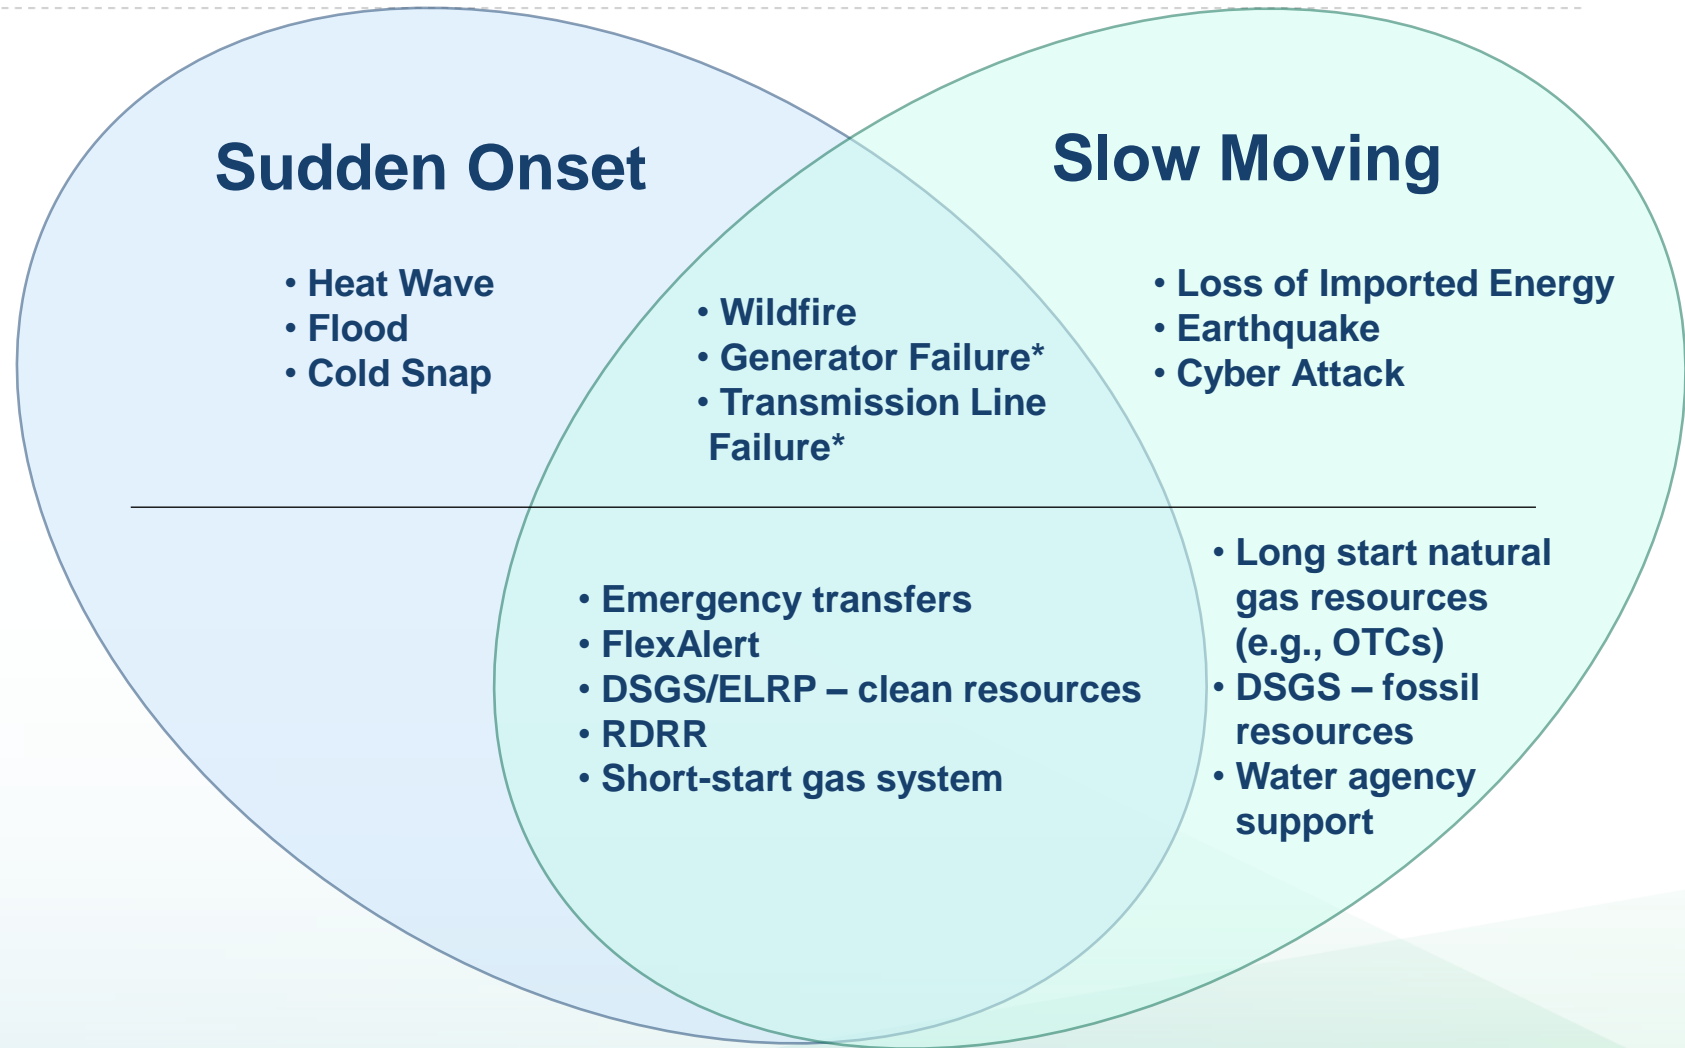 Sudden Onset
• Heat Wave
• Flood
• Cold Snap
• Wildfire
• Generator Failure*
• Transmission Line
Failure*
Slow Moving
• Loss of Imported Energy
• Earthquake
• Cyber Attack
• Emergency transfers
• FlexAlert
• DSGS/ELRP – clean resources
• RDRR
• Short-start gas system
• Long start natural
gas resources
(e.g., OTCs)
• DSGS – fossil
resources
• Water agency
support